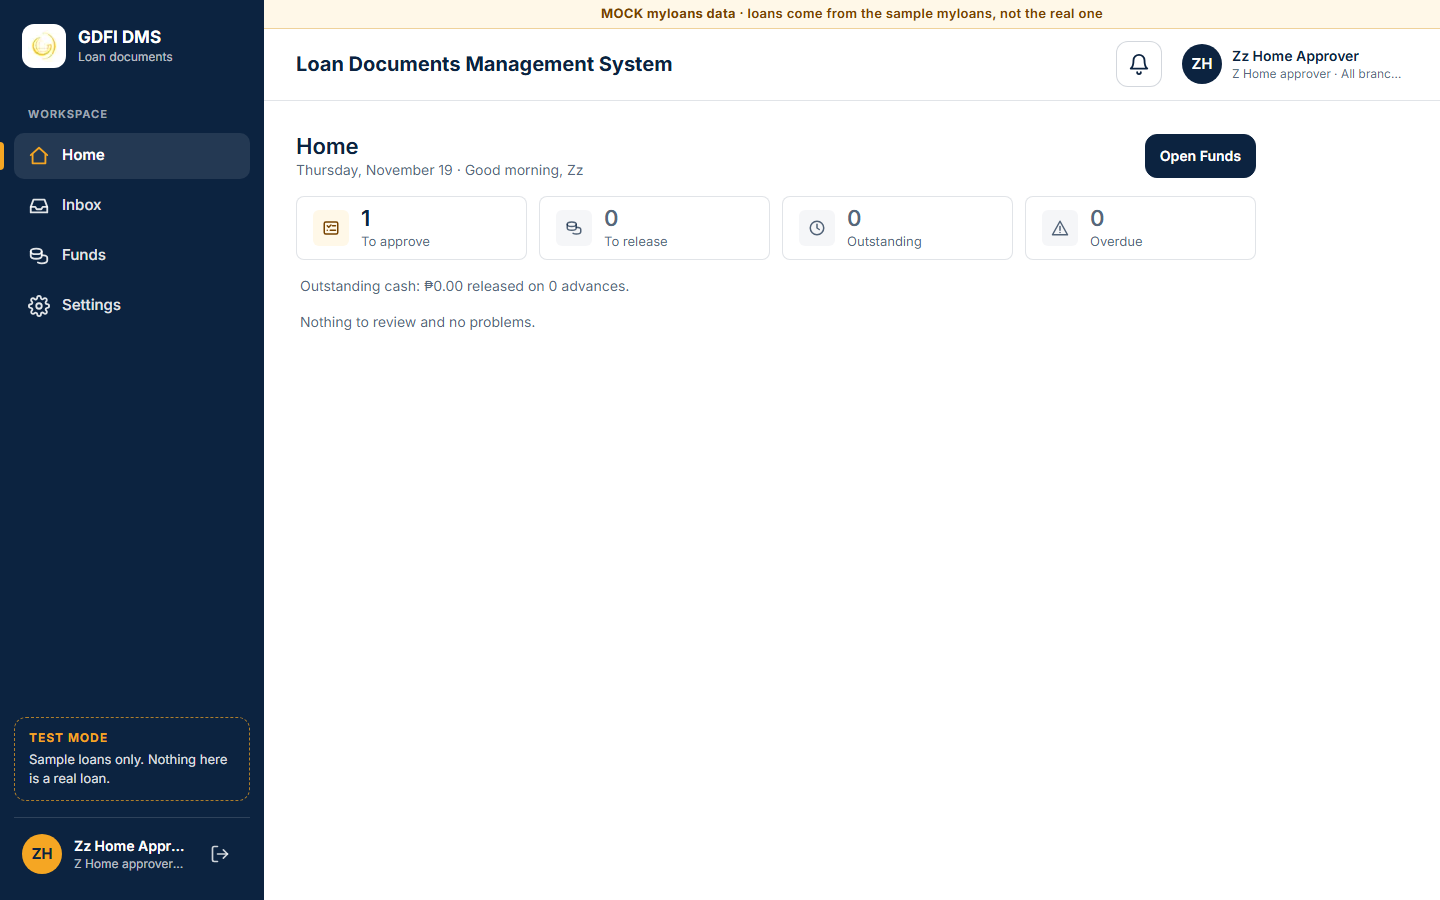 MOCK myloans data · loans come from the sample myloans, not the real one
GDFI DMS
Loan documents
WORKSPACE
Home
Inbox
Funds
Settings
TEST MODE
Sample loans only. Nothing here
is a real loan.
ZH
Zz Home Appr...
Z Home approver...
Loan Documents Management System
ZH
Zz Home Approver
Z Home approver · All branc...
Home
Thursday, November 19 · Good morning, Zz
Open Funds
1
To approve
0
To release
0
Outstanding
0
Overdue
Outstanding cash: ₱0.00 released on 0 advances.
Nothing to review and no problems.